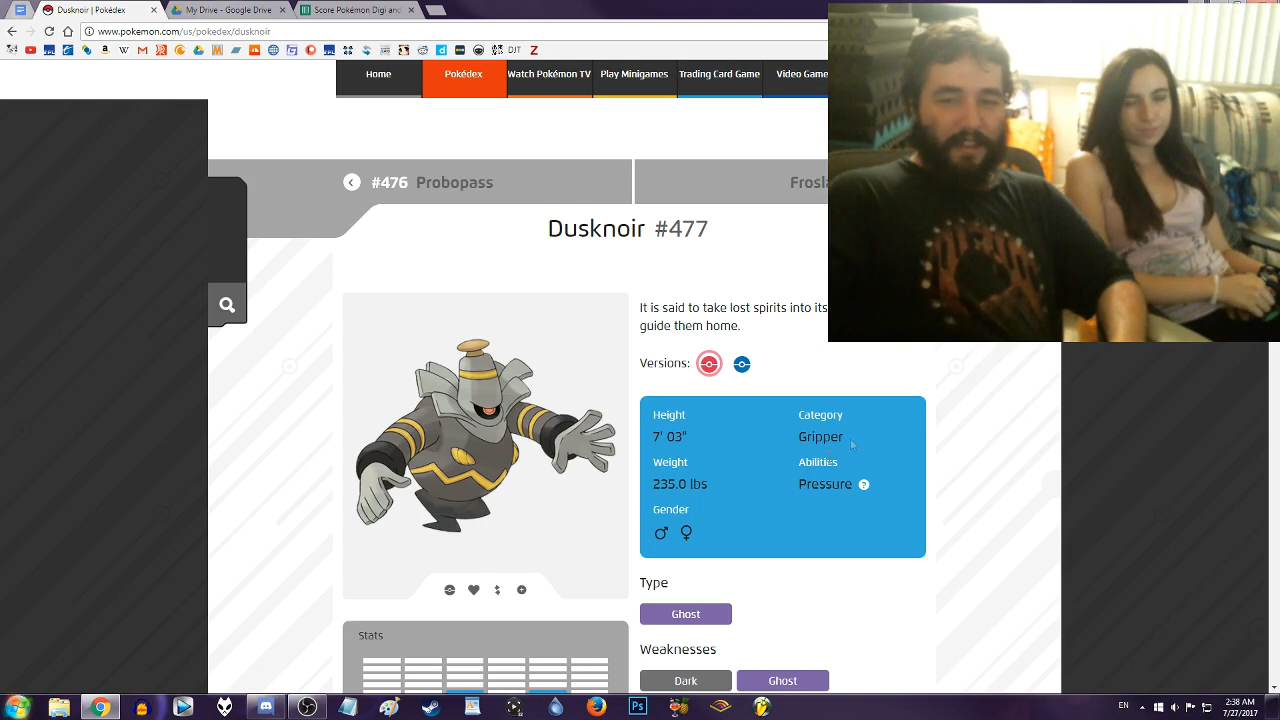 Dusknoir | Pokédex
My Drive - Google Drive
Score Pokémon Digi and
www.pokemon.com/us/pokedex/dusknoir
DJT
Home
Pokédex
Watch Pokémon TV
Play Minigames
Trading Card Game
Video Game
#476 Probopass
Frosla
Dusknoir #477
It is said to take lost spirits into its
guide them home.
Versions:
Height
Category
7' 03"
Gripper
Weight
Abilities
235.0 lbs
Pressure ?
Gender
Type
Ghost
Stats
Weaknesses
Dark
Ghost
Ps
EN
2:38 AM
7/27/2017